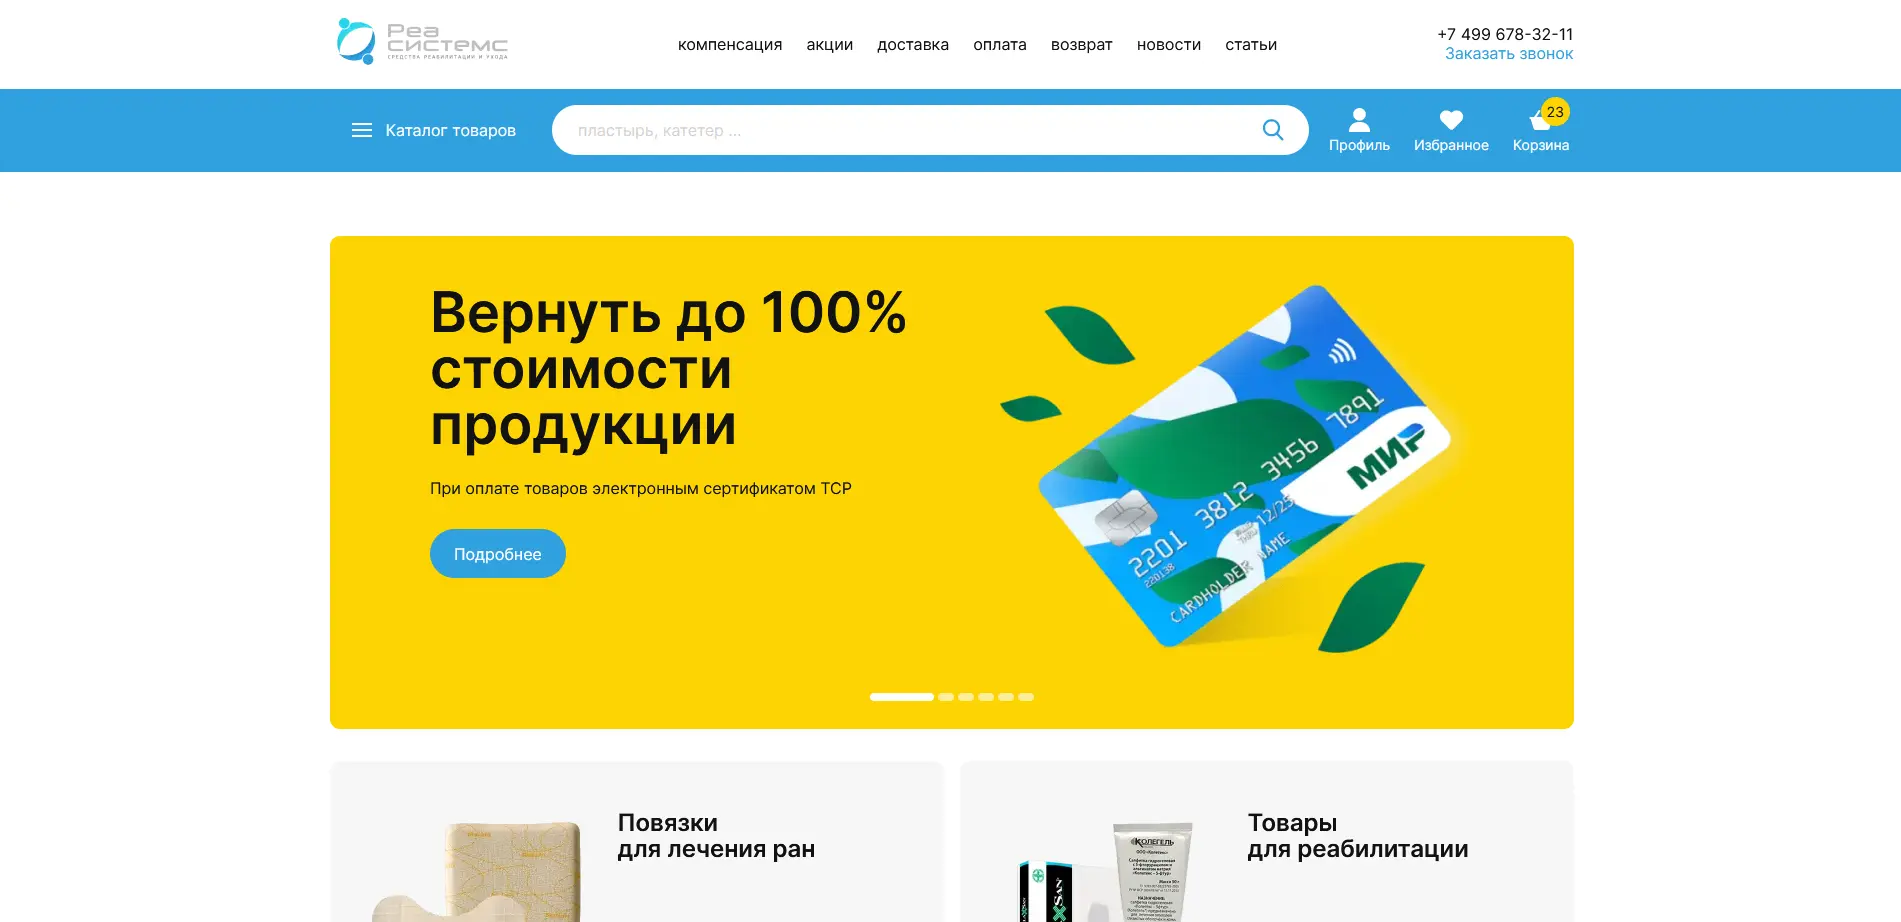 Реа
системс
СРЕДСТВА РЕАБИЛИТАЦИИ И УХОДА
компенсация акции доставка оплата возврат новости статьи
+7 499 678-32-11
Заказать звонок
Каталог товаров
пластырь, катетер ...
Профиль
Избранное
23
Корзина
Вернуть до 100%
стоимости
продукции
При оплате товаров электронным сертификатом ТСР
Подробнее
2201 3812 3456 7891
220138
12/25
CARDHOLDER NAME
МИР
Повязки
для лечения ран
Товары
для реабилитации
КОЛЕГЕЛЬ